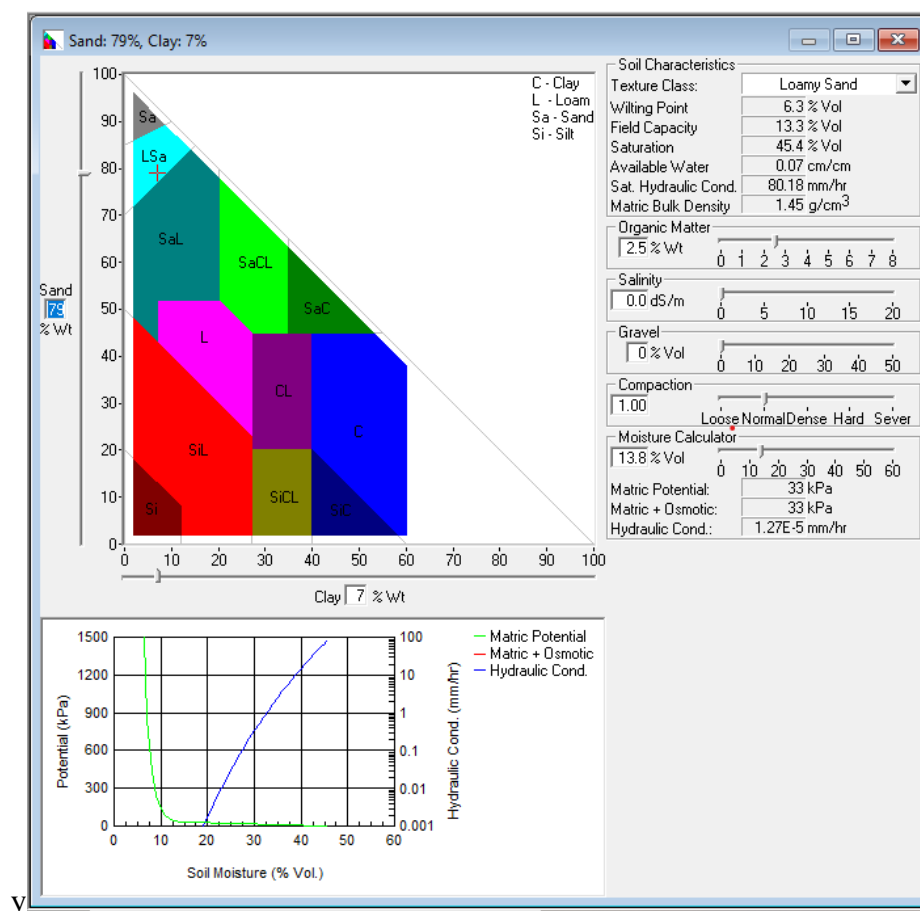 Sand: 79%, Clay: 7%
C - Clay
L - Loam
Sa - Sand
Si - Silt
100
90
80
70
60
50
40
30
20
10
0
Sand
79
% Wt
Sa
LSa
SaL
SaCL
SaC
L
CL
C
SiL
SiCL
SiC
Si
0 10 20 30 40 50 60 70 80 90 100
Clay 7 % Wt
Soil Characteristics
Texture Class: Loamy Sand
Wilting Point 6.3 % Vol
Field Capacity 13.3 % Vol
Saturation 45.4 % Vol
Available Water 0.07 cm/cm
Sat. Hydraulic Cond. 80.18 mm/hr
Matric Bulk Density 1.45 g/cm3
Organic Matter
2.5 % Wt
0 1 2 3 4 5 6 7 8
Salinity
0.0 dS/m
0 5 10 15 20
Gravel
0 % Vol
0 10 20 30 40 50
Compaction
1.00
Loose Normal Dense Hard Sever
Moisture Calculator
13.8 % Vol
0 10 20 30 40 50 60
Matric Potential: 33 kPa
Matric + Osmotic: 33 kPa
Hydraulic Cond.: 1.27E-5 mm/hr
Potential (kPa)
1500
1200
900
600
300
0
0 10 20 30 40 50 60
Soil Moisture (% Vol.)
100
10
1
0.1
0.01
0.001
Hydraulic Cond. (mm/hr)
Matric Potential
Matric + Osmotic
Hydraulic Cond.
y